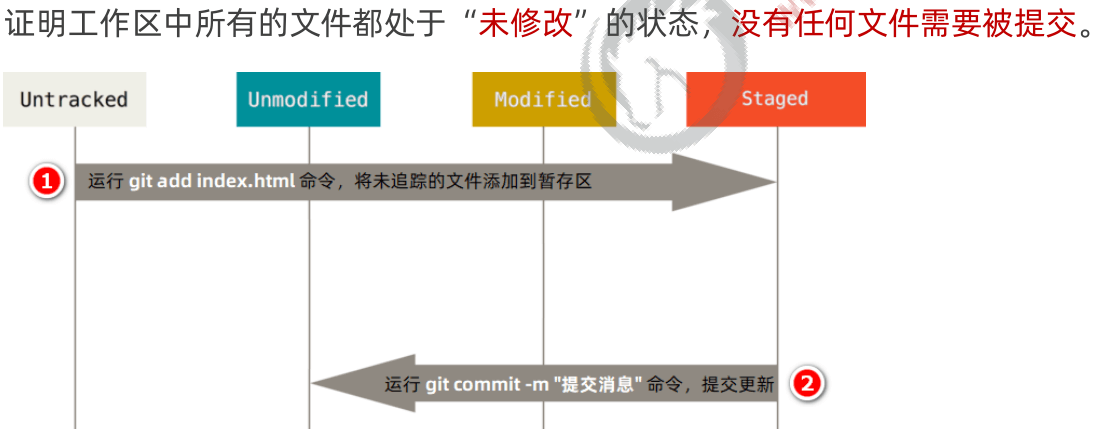 证明工作区中所有的文件都处于“未修改”的状态，没有任何文件需要被提交。
Untracked Unmodified Modified Staged
1 运行 git add index.html 命令，将未追踪的文件添加到暂存区
运行 git commit -m "提交消息" 命令，提交更新 2